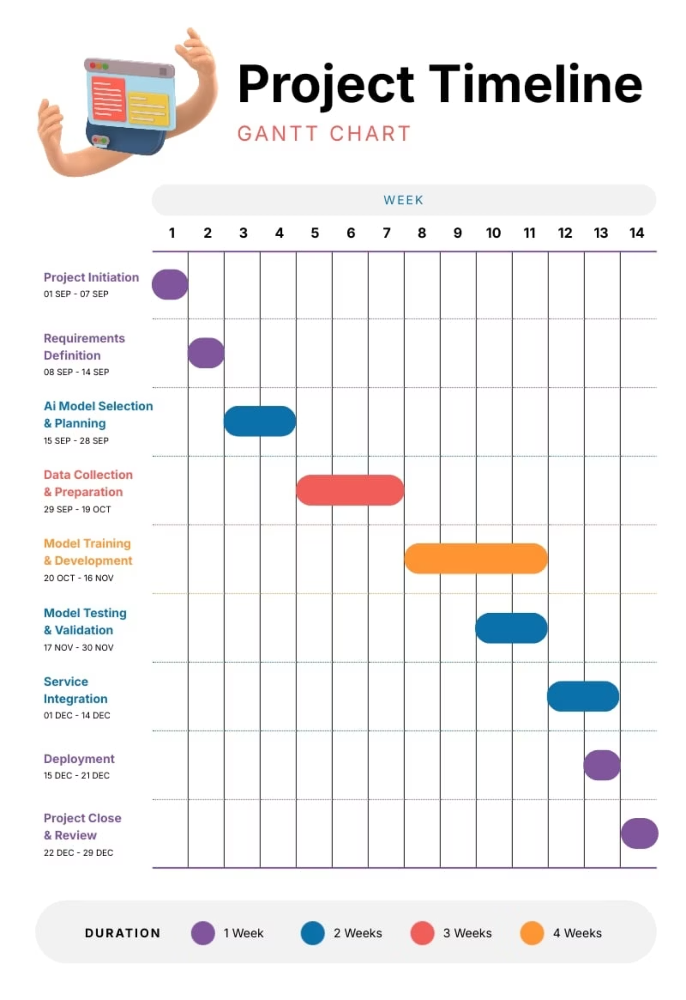 Project Timeline
GANTT CHART
WEEK
1 2 3 4 5 6 7 8 9 10 11 12 13 14
Project Initiation
01 SEP - 07 SEP
Requirements
Definition
08 SEP - 14 SEP
Ai Model Selection
& Planning
15 SEP - 28 SEP
Data Collection
& Preparation
29 SEP - 19 OCT
Model Training
& Development
20 OCT - 16 NOV
Model Testing
& Validation
17 NOV - 30 NOV
Service
Integration
01 DEC - 14 DEC
Deployment
15 DEC - 21 DEC
Project Close
& Review
22 DEC - 29 DEC
DURATION 1 Week 2 Weeks 3 Weeks 4 Weeks